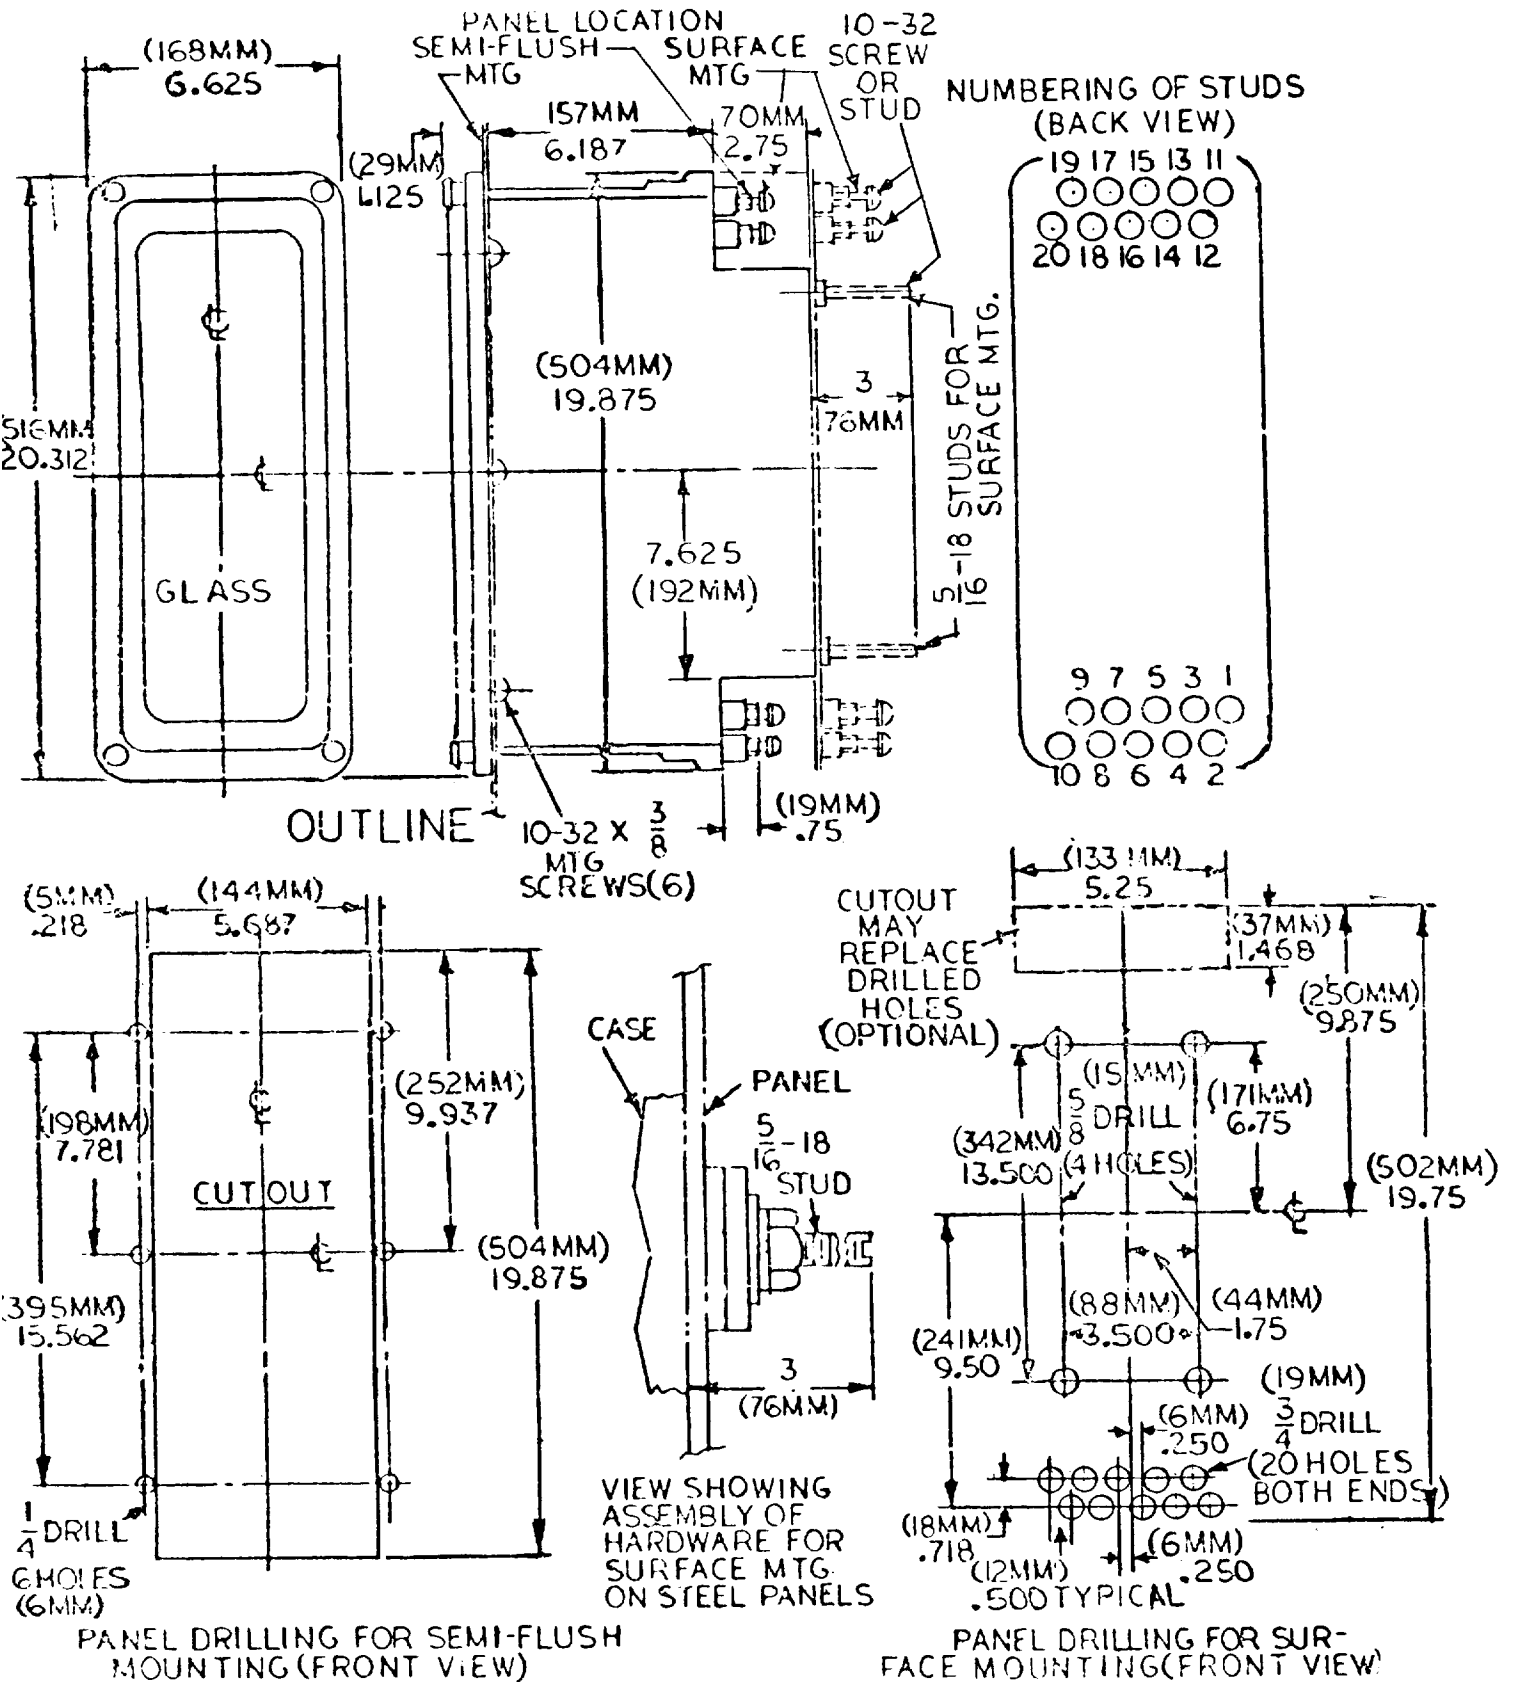 PANEL LOCATION
SEMI-FLUSH
MTG
SURFACE
MTG
10-32
SCREW
OR
STUD
(168MM)
6.625
157MM
6.187
70MM
2.75
(29MM)
1.125
NUMBERING OF STUDS
(BACK VIEW)
19 17 15 13 11
20 18 16 14 12
(504MM)
19.875
3
76MM
516MM
20.312
5/16-18 STUDS FOR
SURFACE MTG.
7.625
(192MM)
GLASS
9 7 5 3 1
10 8 6 4 2
OUTLINE
10-32 X 3/8
MTG
SCREWS(6)
(19MM)
.75
(5MM)
.218
(144MM)
5.687
(198MM)
7.781
(252MM)
9.937
CUTOUT
(504MM)
19.875
(395MM)
15.562
1/4 DRILL
6 HOLES
(6MM)
PANEL DRILLING FOR SEMI-FLUSH
MOUNTING (FRONT VIEW)
CASE
PANEL
5/16-18
STUD
3
(76MM)
VIEW SHOWING
ASSEMBLY OF
HARDWARE FOR
SURFACE MTG
ON STEEL PANELS
(133 MM)
5.25
CUTOUT
MAY
REPLACE
DRILLED
HOLES
(OPTIONAL)
(37MM)
1.468
(250MM)
9.875
(15MM)
5/8 DRILL
(4 HOLES)
(171MM)
6.75
(342MM)
13.500
(502MM)
19.75
(88MM)
3.500
(44MM)
1.75
(241MM)
9.50
(19MM)
3/4 DRILL
(20 HOLES
BOTH ENDS)
(6MM)
.250
(18MM)
.718
(12MM)
.500 TYPICAL
(6MM)
.250
PANEL DRILLING FOR SUR-
FACE MOUNTING(FRONT VIEW)